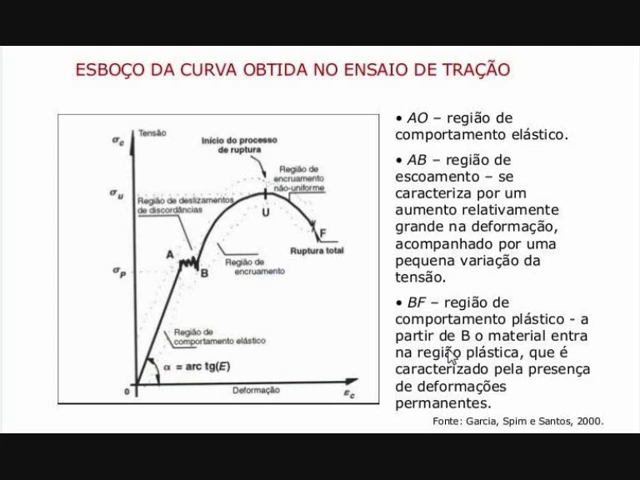 ESBOÇO DA CURVA OBTIDA NO ENSAIO DE TRAÇÃO
σc
Tensão
Início do processo
de ruptura
Região de
encruamento
não-uniforme
σu
Região de deslizamentos
de discordâncias
U
F
Ruptura total
A
B
Região de
encruamento
σp
Região de
comportamento elástico
α = arc tg(E)
0
Deformação
εc
• AO – região de
comportamento elástico.
• AB – região de
escoamento – se
caracteriza por um
aumento relativamente
grande na deformação,
acompanhado por uma
pequena variação da
tensão.
• BF – região de
comportamento plástico - a
partir de B o material entra
na região plástica, que é
caracterizado pela presença
de deformações
permanentes.
Fonte: Garcia, Spim e Santos, 2000.